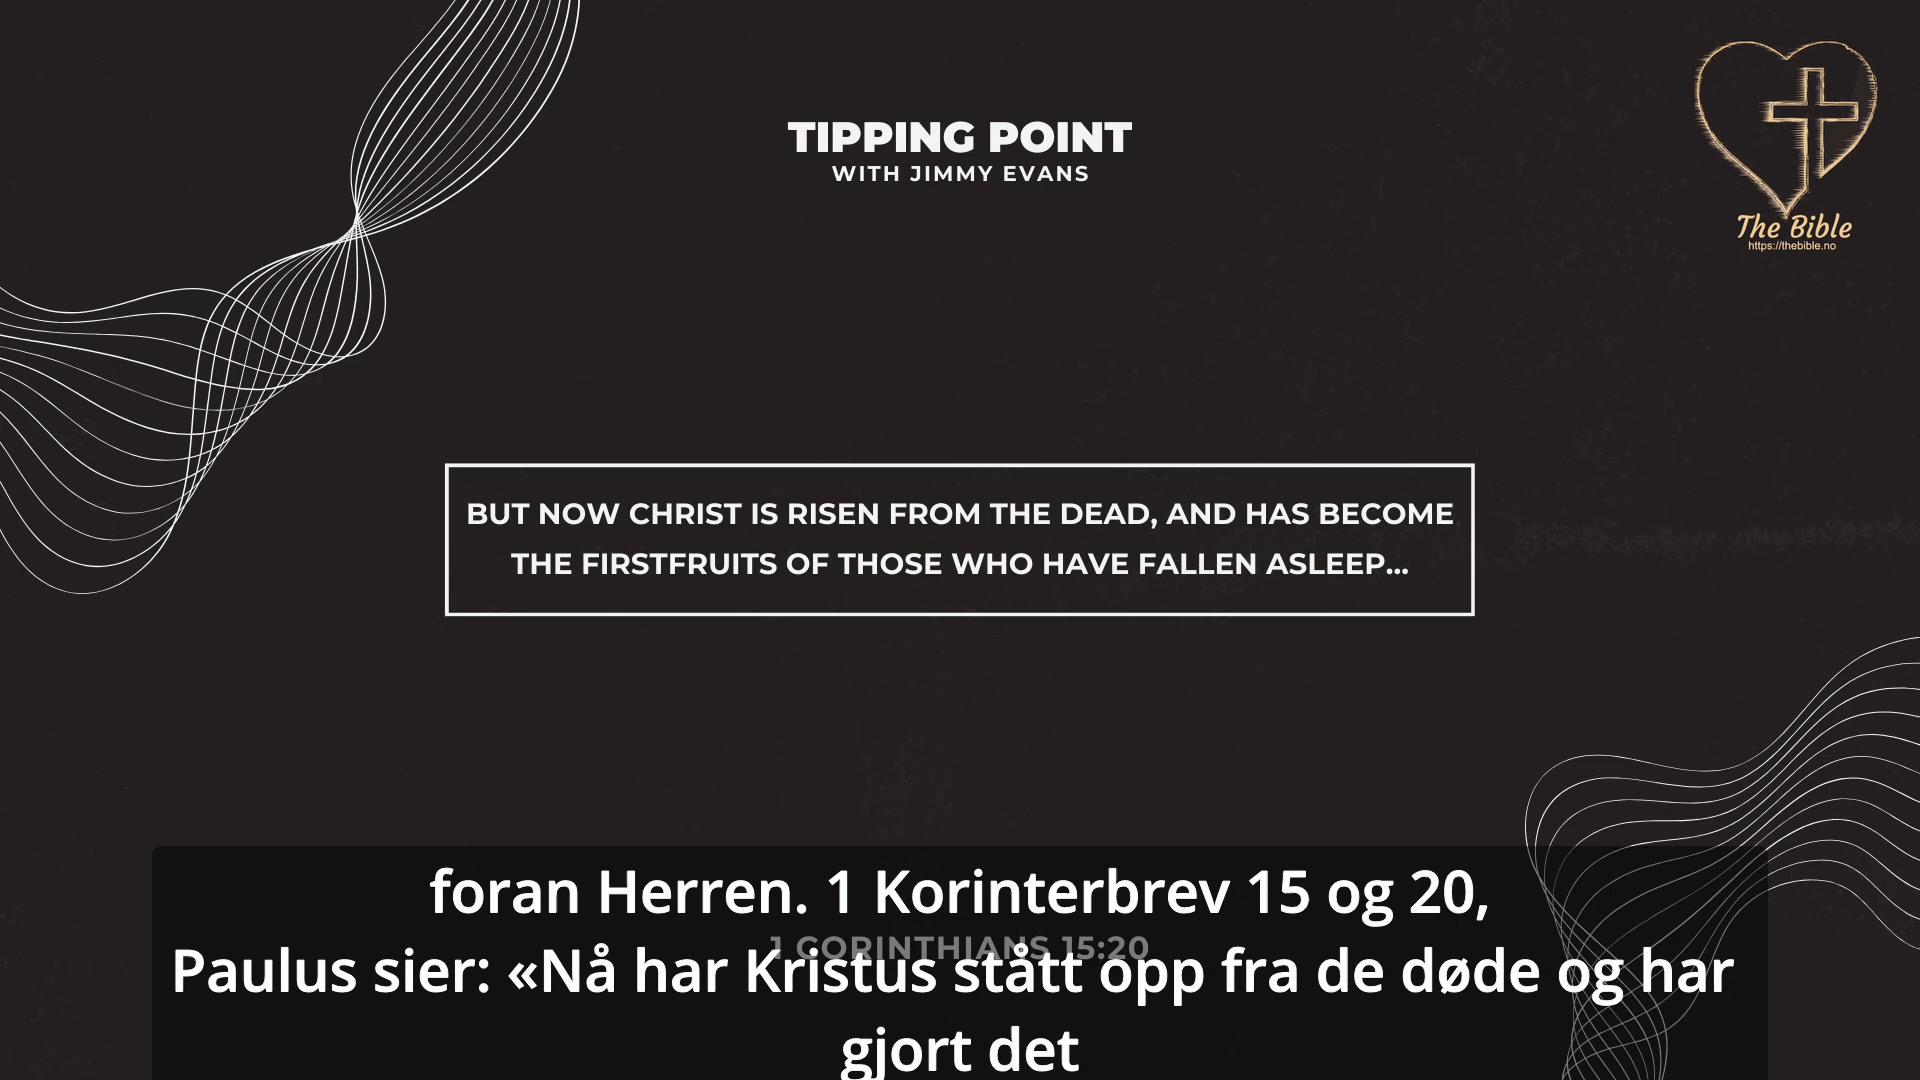 TIPPING POINT
WITH JIMMY EVANS
The Bible
https://thebible.no
BUT NOW CHRIST IS RISEN FROM THE DEAD, AND HAS BECOME
THE FIRSTFRUITS OF THOSE WHO HAVE FALLEN ASLEEP...
foran Herren. 1 Korinterbrev 15 og 20,
1 CORINTHIANS 15:20
Paulus sier: «Nå har Kristus stått opp fra de døde og har
gjort det